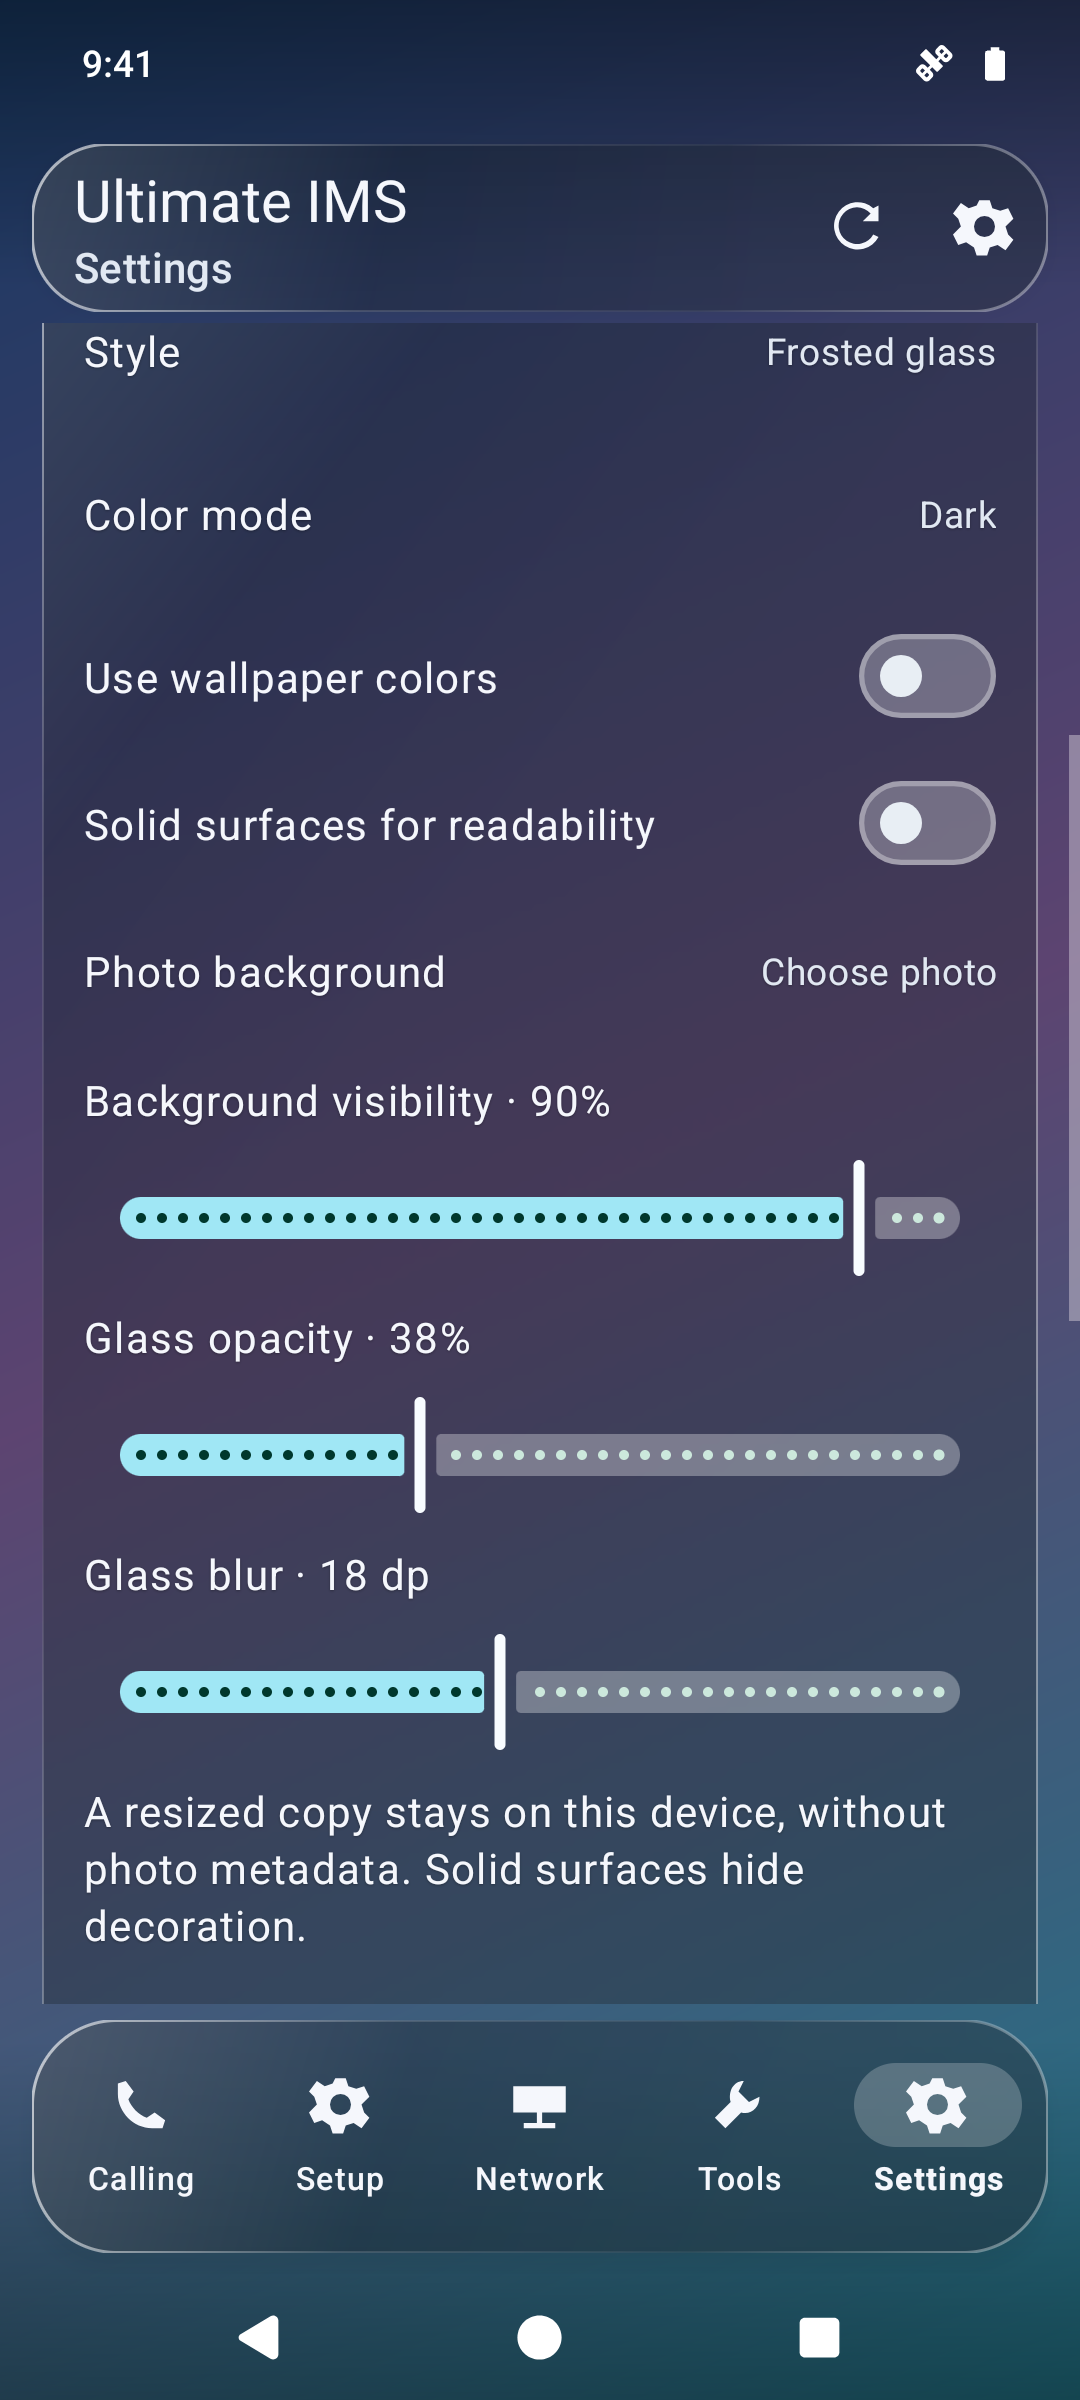 9:41
Ultimate IMS
Settings
Style
Frosted glass
Color mode
Dark
Use wallpaper colors
Solid surfaces for readability
Photo background
Choose photo
Background visibility · 90%
Glass opacity · 38%
Glass blur · 18 dp
A resized copy stays on this device, without
photo metadata. Solid surfaces hide
decoration.
Calling
Setup
Network
Tools
Settings